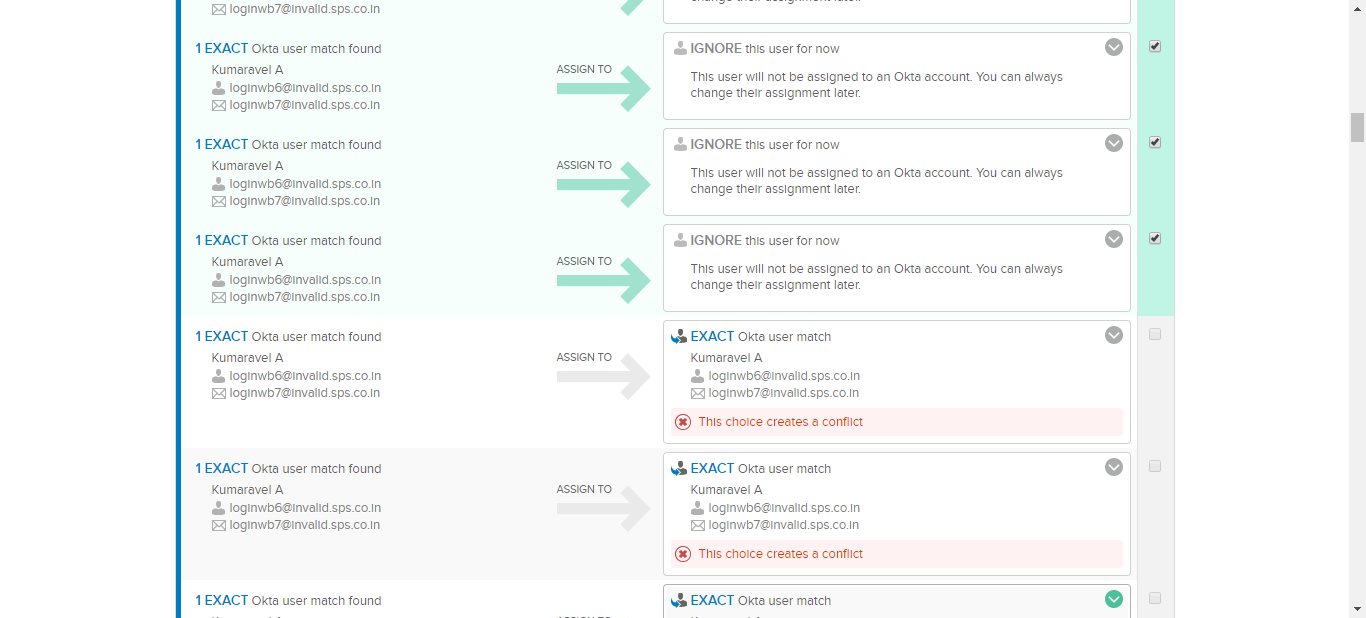 loginwb7@invalid.sps.co.in
change their assignment later.
1 EXACT Okta user match found
Kumaravel A
loginwb6@invalid.sps.co.in
loginwb7@invalid.sps.co.in
ASSIGN TO
IGNORE this user for now
This user will not be assigned to an Okta account. You can always
change their assignment later.
1 EXACT Okta user match found
Kumaravel A
loginwb6@invalid.sps.co.in
loginwb7@invalid.sps.co.in
ASSIGN TO
IGNORE this user for now
This user will not be assigned to an Okta account. You can always
change their assignment later.
1 EXACT Okta user match found
Kumaravel A
loginwb6@invalid.sps.co.in
loginwb7@invalid.sps.co.in
ASSIGN TO
IGNORE this user for now
This user will not be assigned to an Okta account. You can always
change their assignment later.
1 EXACT Okta user match found
Kumaravel A
loginwb6@invalid.sps.co.in
loginwb7@invalid.sps.co.in
ASSIGN TO
EXACT Okta user match
Kumaravel A
loginwb6@invalid.sps.co.in
loginwb7@invalid.sps.co.in
This choice creates a conflict
1 EXACT Okta user match found
Kumaravel A
loginwb6@invalid.sps.co.in
loginwb7@invalid.sps.co.in
ASSIGN TO
EXACT Okta user match
Kumaravel A
loginwb6@invalid.sps.co.in
loginwb7@invalid.sps.co.in
This choice creates a conflict
1 EXACT Okta user match found
EXACT Okta user match